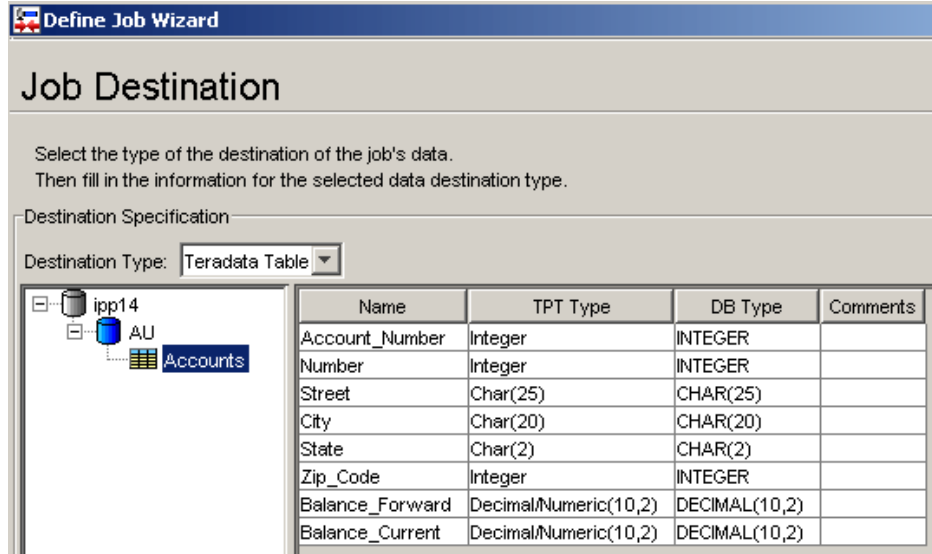 Define Job Wizard
Job Destination
Select the type of the destination of the job's data.
Then fill in the information for the selected data destination type.
Destination Specification
Destination Type: Teradata Table
ipp14
AU
Accounts
Name TPT Type DB Type Comments
Account_Number Integer INTEGER
Number Integer INTEGER
Street Char(25) CHAR(25)
City Char(20) CHAR(20)
State Char(2) CHAR(2)
Zip_Code Integer INTEGER
Balance_Forward Decimal/Numeric(10,2) DECIMAL(10,2)
Balance_Current Decimal/Numeric(10,2) DECIMAL(10,2)